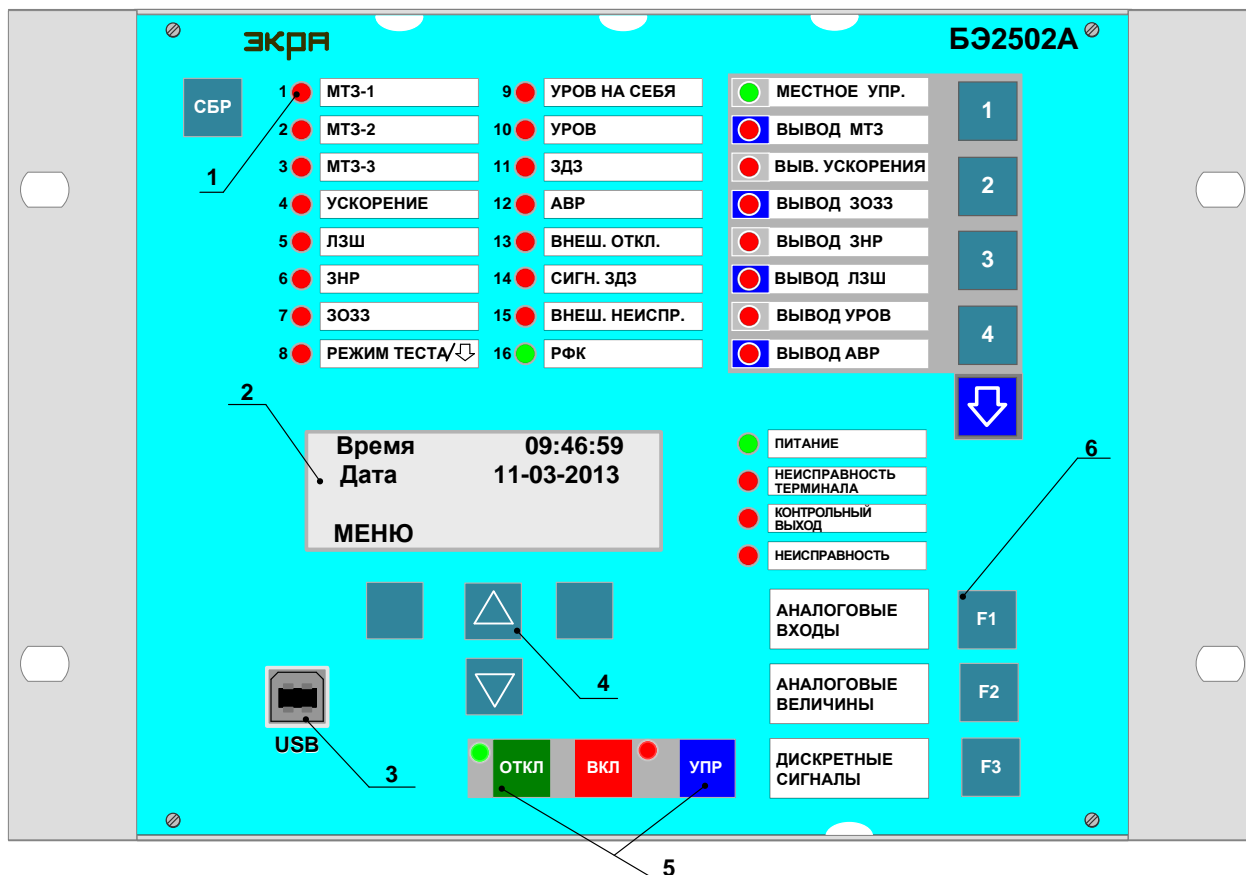 экра
БЭ2502А
СБР
1 МТЗ-1
2 МТЗ-2
3 МТЗ-3
4 УСКОРЕНИЕ
5 ЛЗШ
6 ЗНР
7 ЗОЗЗ
8 РЕЖИМ ТЕСТА/
9 УРОВ НА СЕБЯ
10 УРОВ
11 ЗДЗ
12 АВР
13 ВНЕШ. ОТКЛ.
14 СИГН. ЗДЗ
15 ВНЕШ. НЕИСПР.
16 РФК
МЕСТНОЕ УПР.
ВЫВОД МТЗ
ВЫВ. УСКОРЕНИЯ
ВЫВОД ЗОЗЗ
ВЫВОД ЗНР
ВЫВОД ЛЗШ
ВЫВОД УРОВ
ВЫВОД АВР
1
2
3
4
1
2
Время 09:46:59
Дата 11-03-2013
МЕНЮ
ПИТАНИЕ
НЕИСПРАВНОСТЬ
ТЕРМИНАЛА
КОНТРОЛЬНЫЙ
ВЫХОД
НЕИСПРАВНОСТЬ
6
АНАЛОГОВЫЕ
ВХОДЫ
F1
АНАЛОГОВЫЕ
ВЕЛИЧИНЫ
F2
ДИСКРЕТНЫЕ
СИГНАЛЫ
F3
4
USB
3
ОТКЛ
ВКЛ
УПР
5